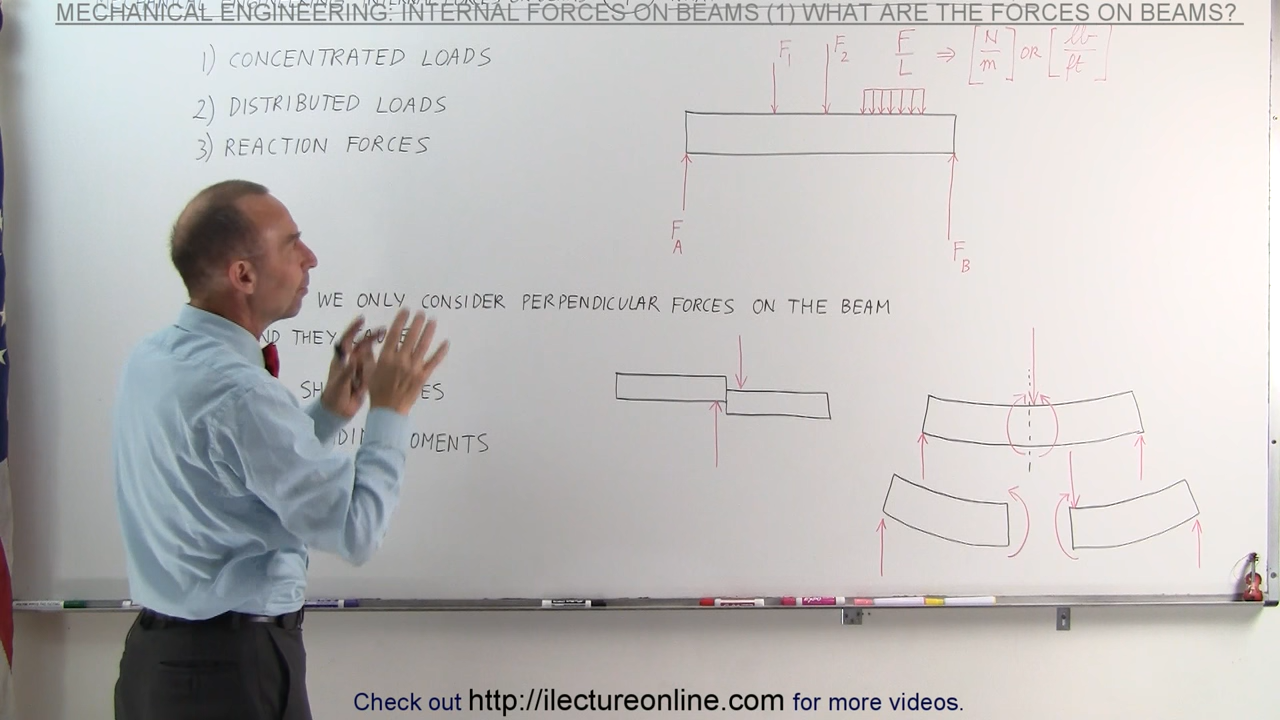 MECHANICAL ENGINEERING: INTERNAL FORCES ON BEAMS (1) WHAT ARE THE FORCES ON BEAMS?
1) CONCENTRATED LOADS
2) DISTRIBUTED LOADS
3) REACTION FORCES
F1 F2 F/L ⇒ [N/m] OR [lb/ft]
FA
FB
WE ONLY CONSIDER PERPENDICULAR FORCES ON THE BEAM
THEY
Check out http://ilectureonline.com for more videos.